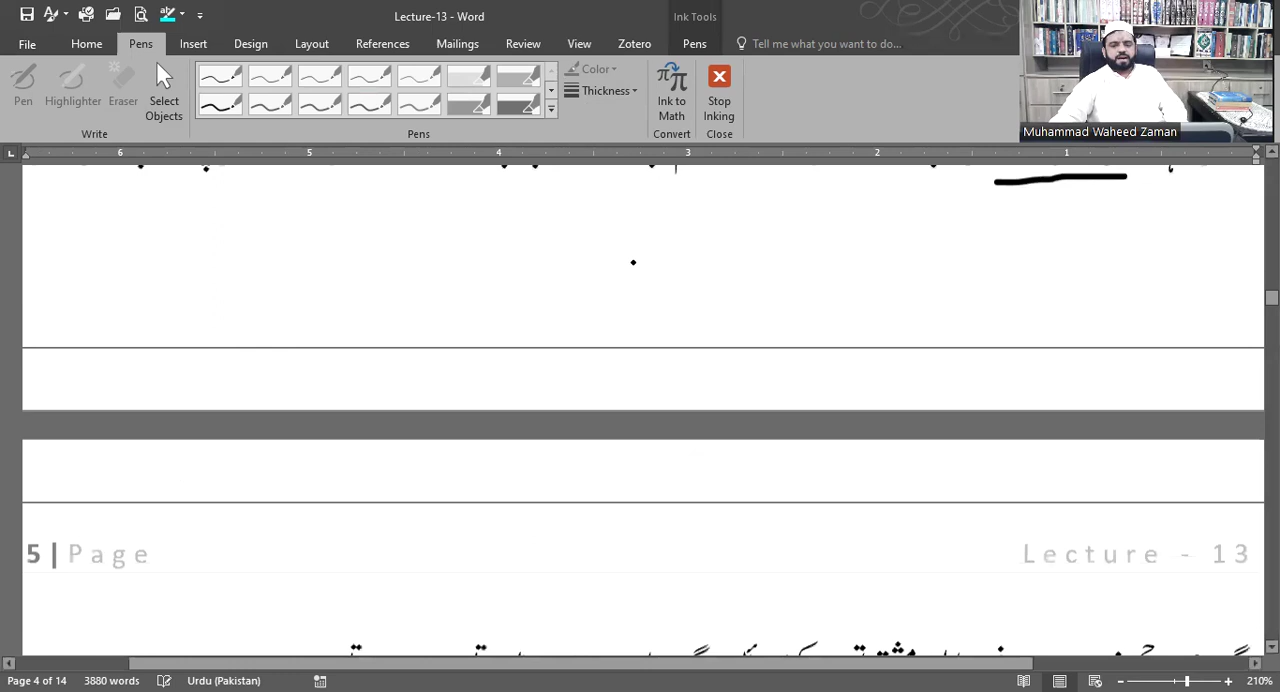 Lecture-13 - Word
Ink Tools
File Home Pens Insert Design Layout References Mailings Review View Zotero Pens Tell me what you want to do...
Pen Highlighter Eraser Select Objects
Color
Thickness
Ink to Math
Stop Inking
Write Pens Convert Close
Muhammad Waheed Zaman
L 6 5 4 3 2 1
5 | Page Lecture - 13
Page 4 of 14 3880 words Urdu (Pakistan) 210%